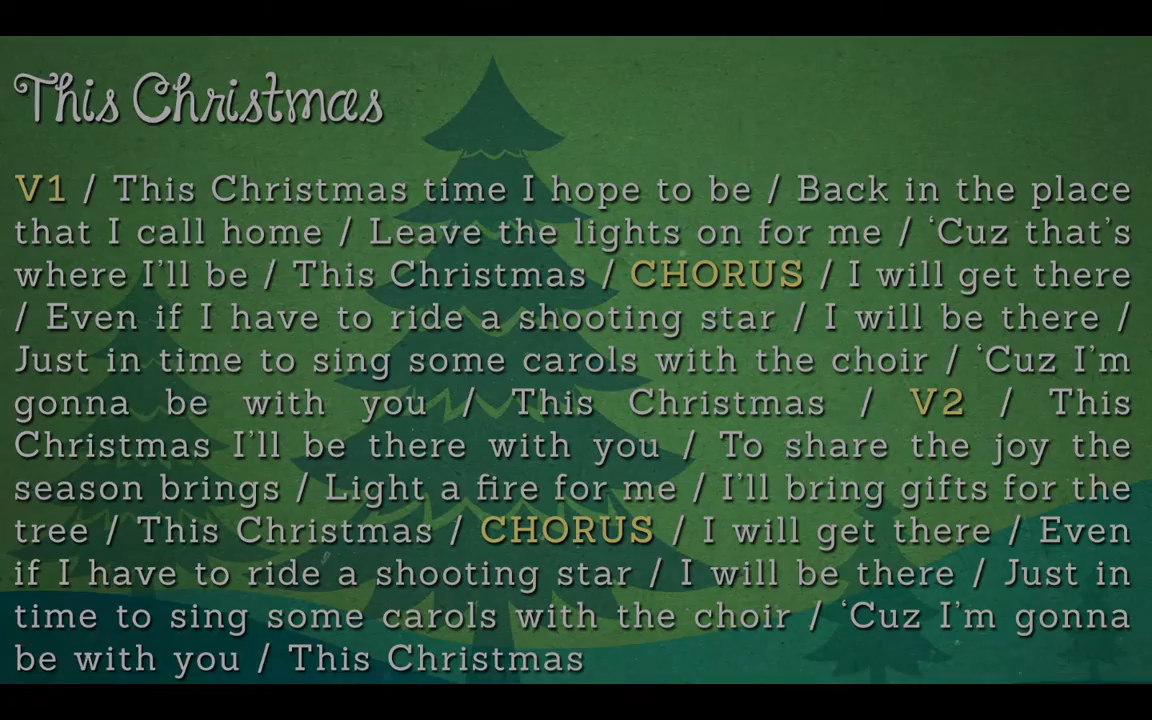 This Christmas
V1 / This Christmas time I hope to be / Back in the place
that I call home / Leave the lights on for me / ‘Cuz that’s
where I’ll be / This Christmas / CHORUS / I will get there
/ Even if I have to ride a shooting star / I will be there /
Just in time to sing some carols with the choir / ‘Cuz I’m
gonna be with you / This Christmas / V2 / This
Christmas I’ll be there with you / To share the joy the
season brings / Light a fire for me / I’ll bring gifts for the
tree / This Christmas / CHORUS / I will get there / Even
if I have to ride a shooting star / I will be there / Just in
time to sing some carols with the choir / ‘Cuz I’m gonna
be with you / This Christmas